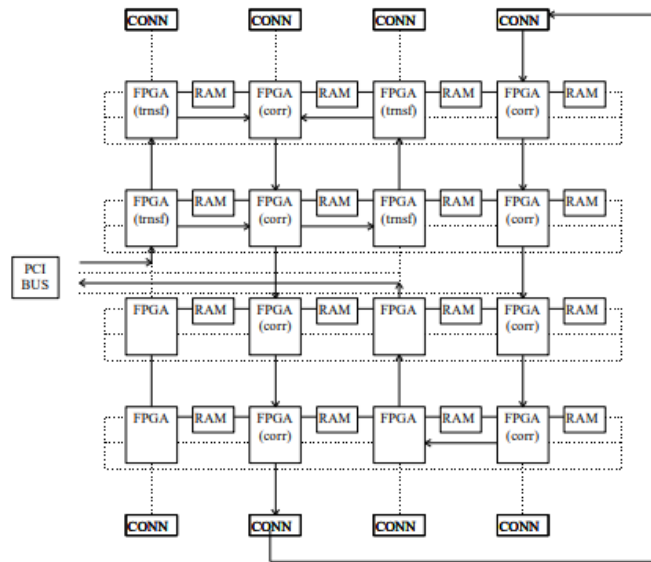 CONN CONN CONN CONN
FPGA RAM FPGA RAM FPGA RAM FPGA RAM
(trnsf) (corr) (trnsf) (corr)
FPGA RAM FPGA RAM FPGA RAM FPGA RAM
(trnsf) (corr) (trnsf) (corr)
PCI
BUS
FPGA RAM FPGA RAM FPGA RAM FPGA RAM
(corr) (corr)
FPGA RAM FPGA RAM FPGA RAM FPGA RAM
(corr) (corr)
CONN CONN CONN CONN